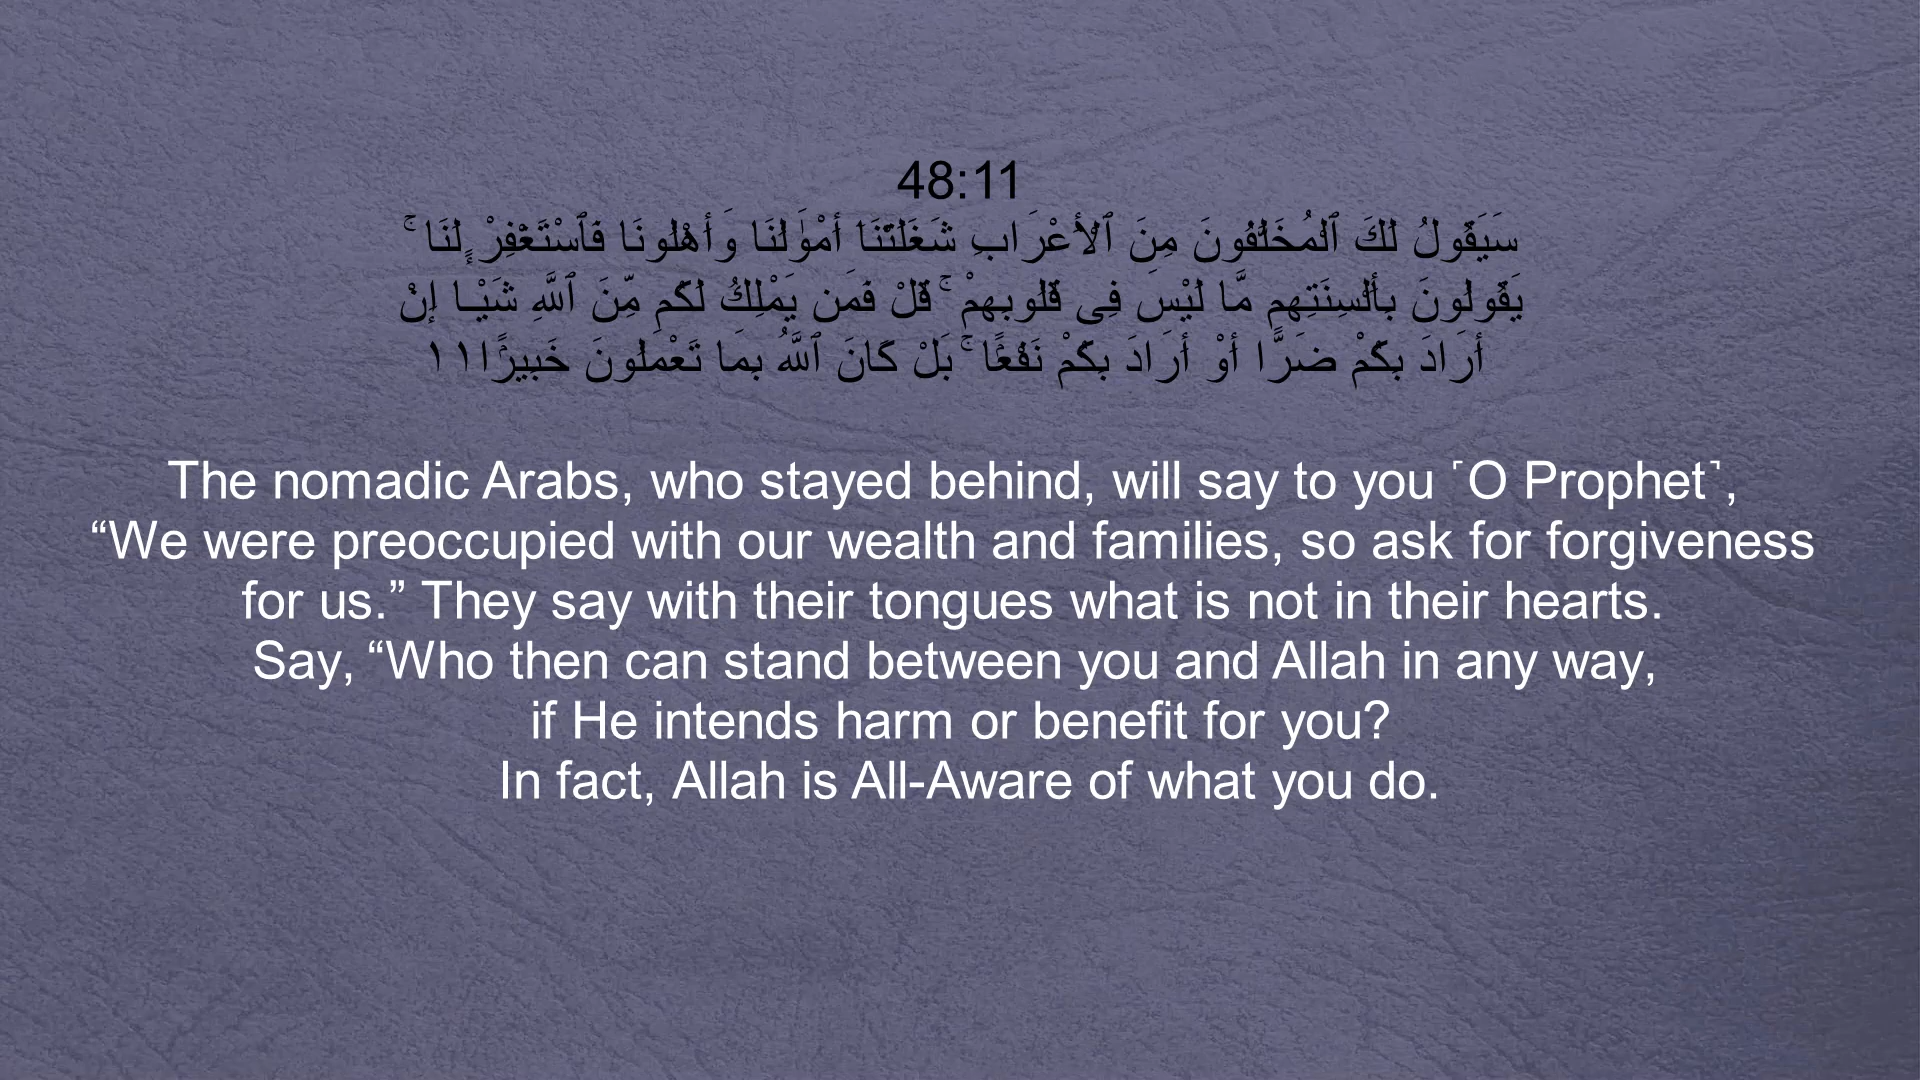 48:11
سَيَقُولُ لَكَ ٱلْمُخَلَّفُونَ مِنَ ٱلْأَعْرَابِ شَغَلَتْنَآ أَمْوَٰلُنَا وَأَهْلُونَا فَٱسْتَغْفِرْ لَنَا ۚ
يَقُولُونَ بِأَلْسِنَتِهِم مَّا لَيْسَ فِى قُلُوبِهِمْ ۚ قُلْ فَمَن يَمْلِكُ لَكُم مِّنَ ٱللَّهِ شَيْـًٔا إِنْ
أَرَادَ بِكُمْ ضَرًّا أَوْ أَرَادَ بِكُمْ نَفْعًۢا ۚ بَلْ كَانَ ٱللَّهُ بِمَا تَعْمَلُونَ خَبِيرًۢا ١١
The nomadic Arabs, who stayed behind, will say to you ˹O Prophet˺,
“We were preoccupied with our wealth and families, so ask for forgiveness
for us.” They say with their tongues what is not in their hearts.
Say, “Who then can stand between you and Allah in any way,
if He intends harm or benefit for you?
In fact, Allah is All-Aware of what you do.